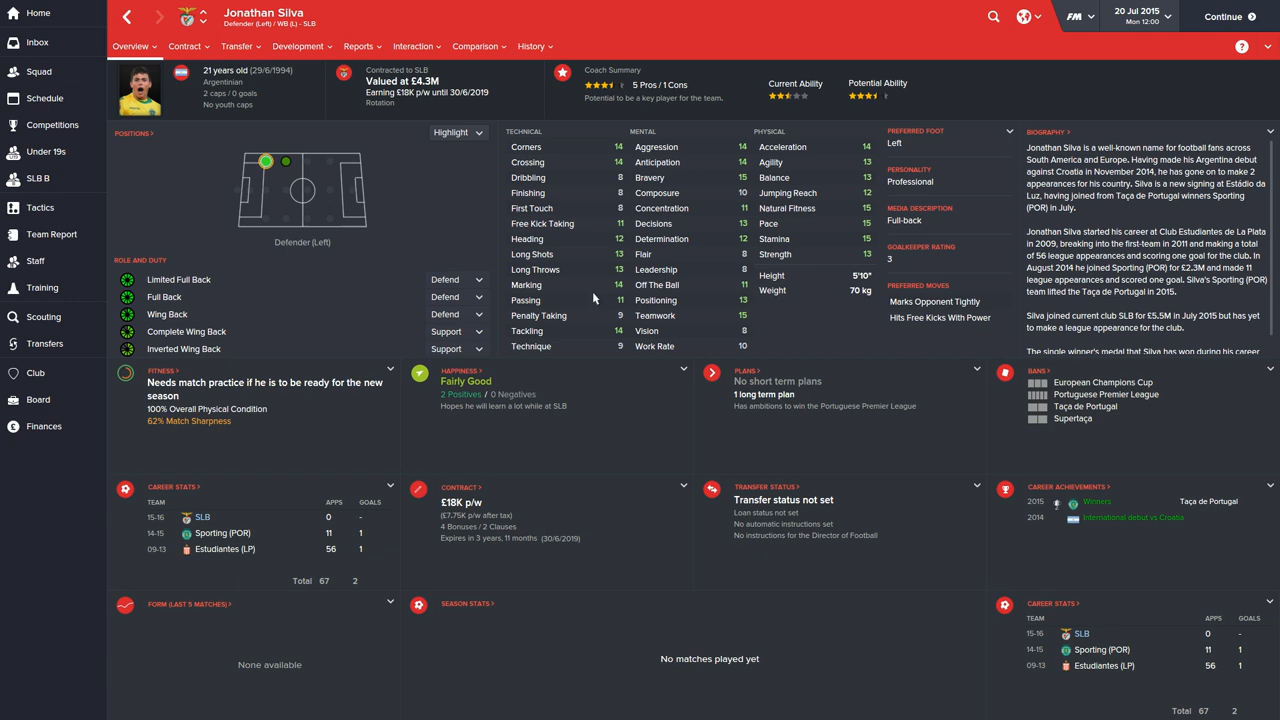 Home
Inbox
Squad
Schedule
Competitions
Under 19s
SLB B
Tactics
Team Report
Staff
Training
Scouting
Transfers
Club
Board
Finances
Jonathan Silva
Defender (Left) / WB (L) - SLB
FM
20 Jul 2015
Mon 12:00
Continue
Overview
Contract
Transfer
Development
Reports
Interaction
Comparison
History
21 years old (29/6/1994)
Argentinian
2 caps / 0 goals
No youth caps
Contracted to SLB
Valued at £4.3M
Earning £18K p/w until 30/6/2019
Rotation
Coach Summary
5 Pros / 1 Cons
Potential to be a key player for the team.
Current Ability
Potential Ability
POSITIONS >
Highlight
Defender (Left)
ROLE AND DUTY
Limited Full Back Defend
Full Back Defend
Wing Back Defend
Complete Wing Back Support
Inverted Wing Back Support
TECHNICAL
Corners 14
Crossing 14
Dribbling 8
Finishing 8
First Touch 8
Free Kick Taking 11
Heading 12
Long Shots 13
Long Throws 13
Marking 14
Passing 11
Penalty Taking 9
Tackling 14
Technique 9
MENTAL
Aggression 14
Anticipation 14
Bravery 15
Composure 10
Concentration 11
Decisions 13
Determination 12
Flair 8
Leadership 8
Off The Ball 11
Positioning 13
Teamwork 15
Vision 8
Work Rate 10
PHYSICAL
Acceleration 14
Agility 13
Balance 13
Jumping Reach 12
Natural Fitness 15
Pace 15
Stamina 15
Strength 13
Height 5'10"
Weight 70 kg
PREFERRED FOOT
Left
PERSONALITY
Professional
MEDIA DESCRIPTION
Full-back
GOALKEEPER RATING
3
PREFERRED MOVES
Marks Opponent Tightly
Hits Free Kicks With Power
BIOGRAPHY >
Jonathan Silva is a well-known name for football fans across
South America and Europe. Having made his Argentina debut
against Croatia in November 2014, he has gone on to make 2
appearances for his country. Silva is a new signing at Estádio da
Luz, having joined from Taça de Portugal winners Sporting
(POR) in July.
Jonathan Silva started his career at Club Estudiantes de La Plata
in 2009, breaking into the first-team in 2011 and making a total
of 56 league appearances and scoring one goal for the club. In
August 2014 he joined Sporting (POR) for £2.3M and made 11
league appearances and scored one goal. Silva's Sporting (POR)
team lifted the Taça de Portugal in 2015.
Silva joined current club SLB for £5.5M in July 2015 but has yet
to make a league appearance for the club.
The single winner's medal that Silva has won during his career
FITNESS >
Needs match practice if he is to be ready for the new
season
100% Overall Physical Condition
62% Match Sharpness
HAPPINESS >
Fairly Good
2 Positives / 0 Negatives
Hopes he will learn a lot while at SLB
PLANS >
No short term plans
1 long term plan
Has ambitions to win the Portuguese Premier League
BANS >
European Champions Cup
Portuguese Premier League
Taça de Portugal
Supertaça
CAREER STATS >
TEAM APPS GOALS
15-16 SLB 0 -
14-15 Sporting (POR) 11 1
09-13 Estudiantes (LP) 56 1
Total 67 2
CONTRACT >
£18K p/w
(£7.75K p/w after tax)
4 Bonuses / 2 Clauses
Expires in 3 years, 11 months (30/6/2019)
TRANSFER STATUS >
Transfer status not set
Loan status not set
No automatic instructions set
No instructions for the Director of Football
CAREER ACHIEVEMENTS >
2015 Winners Taça de Portugal
2014 International debut vs Croatia
FORM (LAST 5 MATCHES) >
None available
SEASON STATS >
No matches played yet
CAREER STATS >
TEAM APPS GOALS
15-16 SLB 0 -
14-15 Sporting (POR) 11 1
09-13 Estudiantes (LP) 56 1
Total 67 2